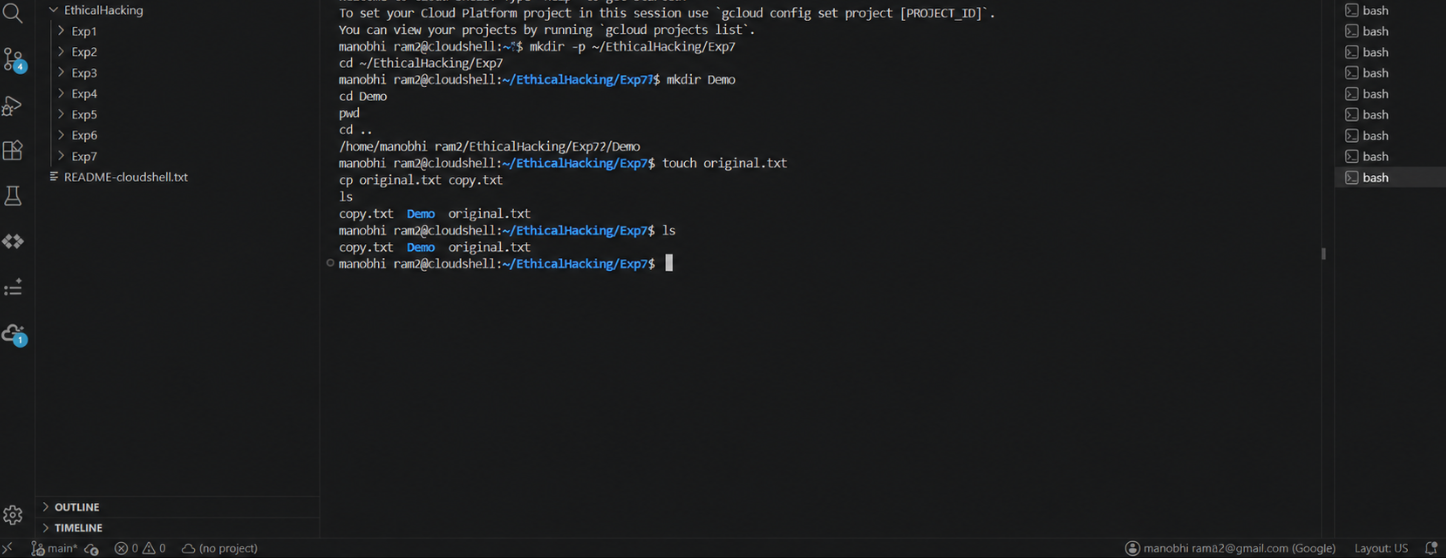 EthicalHacking
Exp1
Exp2
Exp3
Exp4
Exp5
Exp6
Exp7
README-cloudshell.txt
OUTLINE
TIMELINE
To set your Cloud Platform project in this session use `gcloud config set project [PROJECT_ID]`.
You can view your projects by running `gcloud projects list`.
manobhi ram2@cloudshell:~$ mkdir -p ~/EthicalHacking/Exp7
cd ~/EthicalHacking/Exp7
manobhi ram2@cloudshell:~/EthicalHacking/Exp77$ mkdir Demo
cd Demo
pwd
cd ..
/home/manobhi ram2/EthicalHacking/Exp7?/Demo
manobhi ram2@cloudshell:~/EthicalHacking/Exp7$ touch original.txt
cp original.txt copy.txt
ls
copy.txt Demo original.txt
manobhi ram2@cloudshell:~/EthicalHacking/Exp7$ ls
copy.txt Demo original.txt
manobhi ram2@cloudshell:~/EthicalHacking/Exp7$
bash
bash
bash
bash
bash
bash
bash
bash
bash
4
1
main* 0 0 (no project)
manobhi ram2@gmail.com (Google) Layout: US